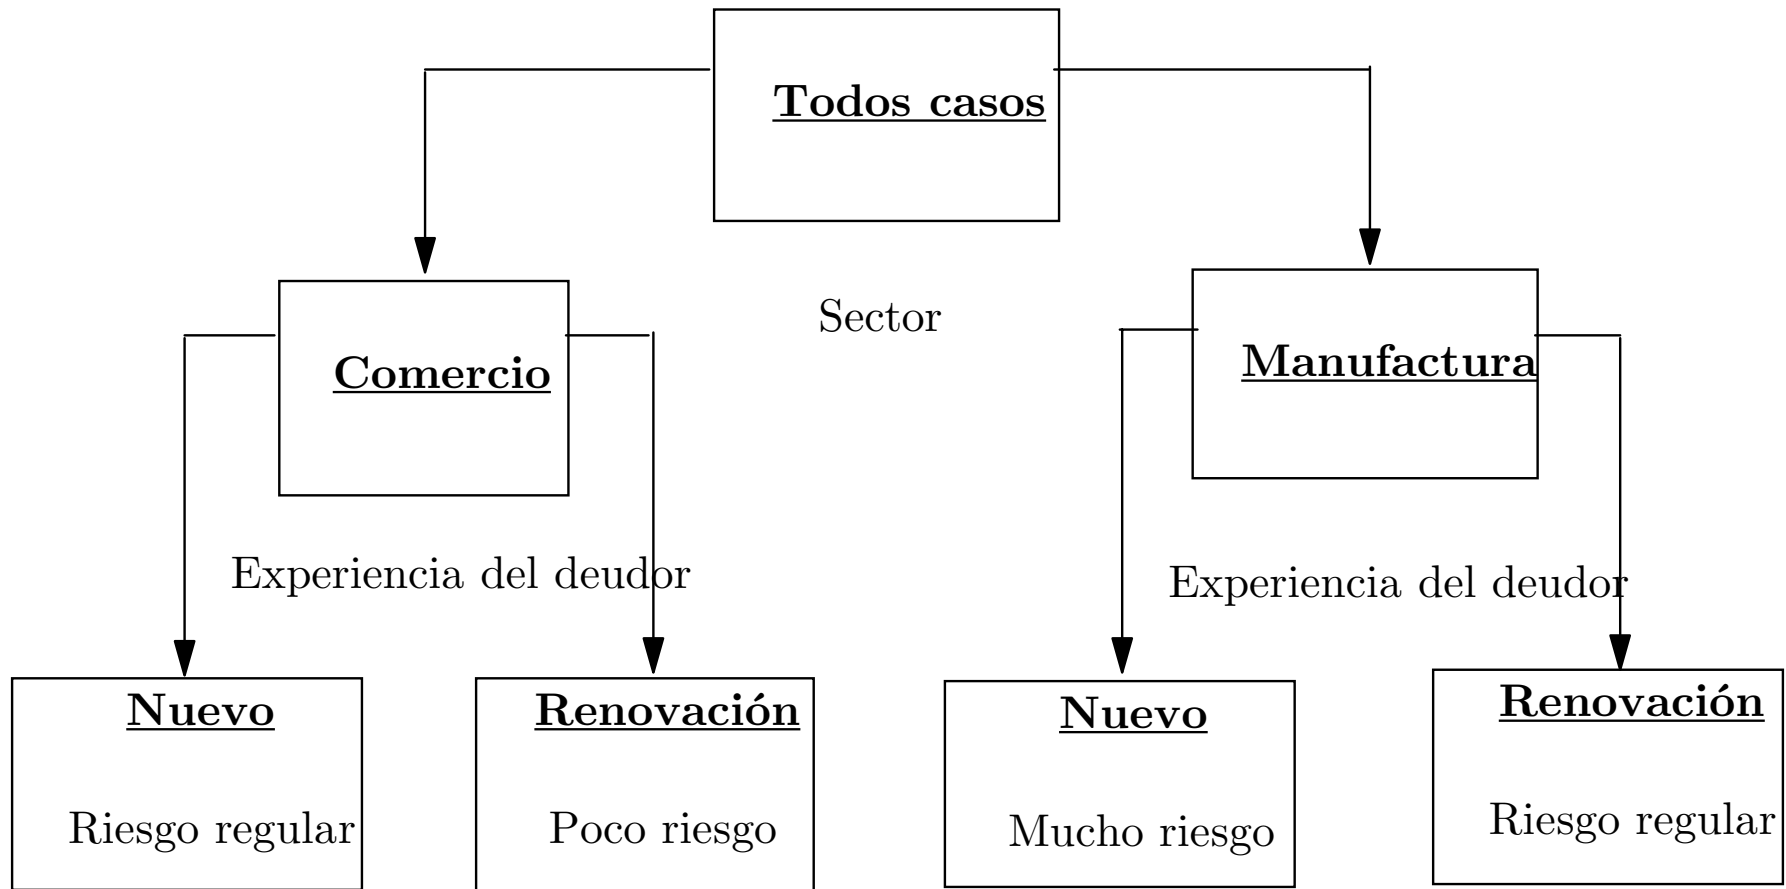 Todos casos
Sector
Comercio
Manufactura
Experiencia del deudor
Experiencia del deudor
Nuevo
Riesgo regular
Renovación
Poco riesgo
Nuevo
Mucho riesgo
Renovación
Riesgo regular